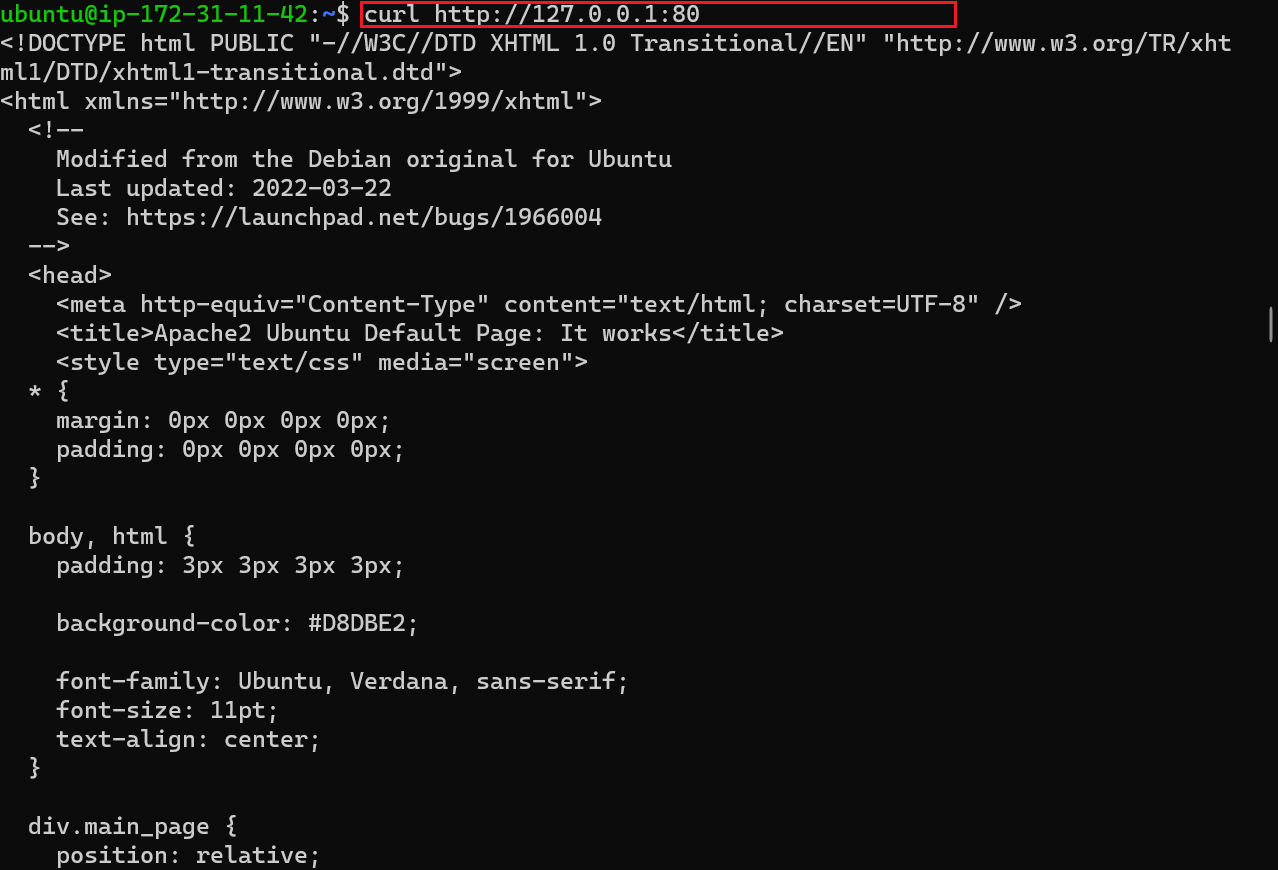 ubuntu@ip-172-31-11-42:~$ curl http://127.0.0.1:80
<!DOCTYPE html PUBLIC "-//W3C//DTD XHTML 1.0 Transitional//EN" "http://www.w3.org/TR/xht
ml1/DTD/xhtml1-transitional.dtd">
<html xmlns="http://www.w3.org/1999/xhtml">
  <!--
    Modified from the Debian original for Ubuntu
    Last updated: 2022-03-22
    See: https://launchpad.net/bugs/1966004
  -->
  <head>
    <meta http-equiv="Content-Type" content="text/html; charset=UTF-8" />
    <title>Apache2 Ubuntu Default Page: It works</title>
    <style type="text/css" media="screen">
  * {
    margin: 0px 0px 0px 0px;
    padding: 0px 0px 0px 0px;
  }

  body, html {
    padding: 3px 3px 3px 3px;

    background-color: #D8DBE2;

    font-family: Ubuntu, Verdana, sans-serif;
    font-size: 11pt;
    text-align: center;
  }

  div.main_page {
    position: relative;